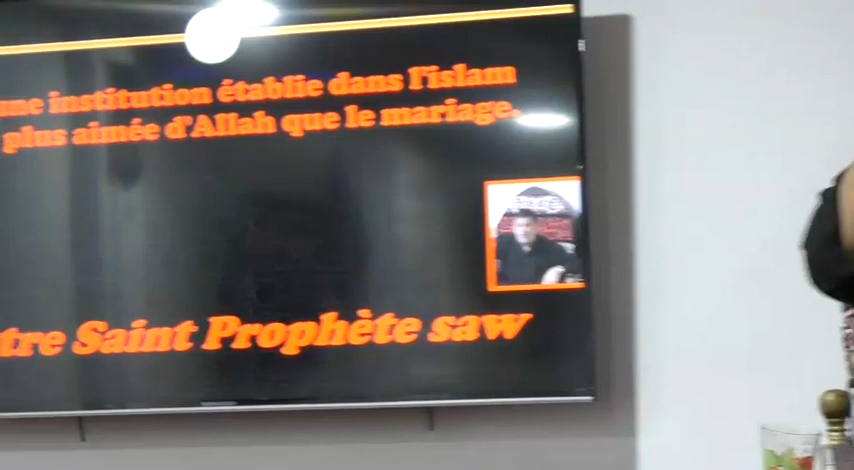 une institution établie dans l'islam
plus aimée d'Allah que le mariage.
tre Saint Prophète saw